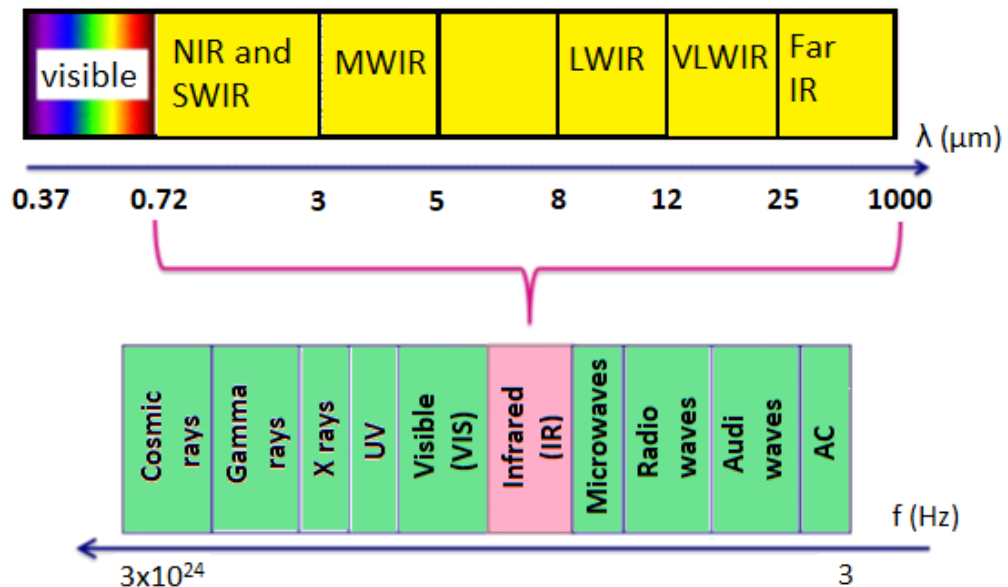 visible
NIR and
SWIR
MWIR
LWIR
VLWIR
Far
IR
λ (µm)
0.37 0.72 3 5 8 12 25 1000
Cosmic
rays
Gamma
rays
X rays
UV
Visible
(VIS)
Infrared
(IR)
Microwaves
Radio
waves
Audi
waves
AC
f (Hz)
3x10²⁴ 3